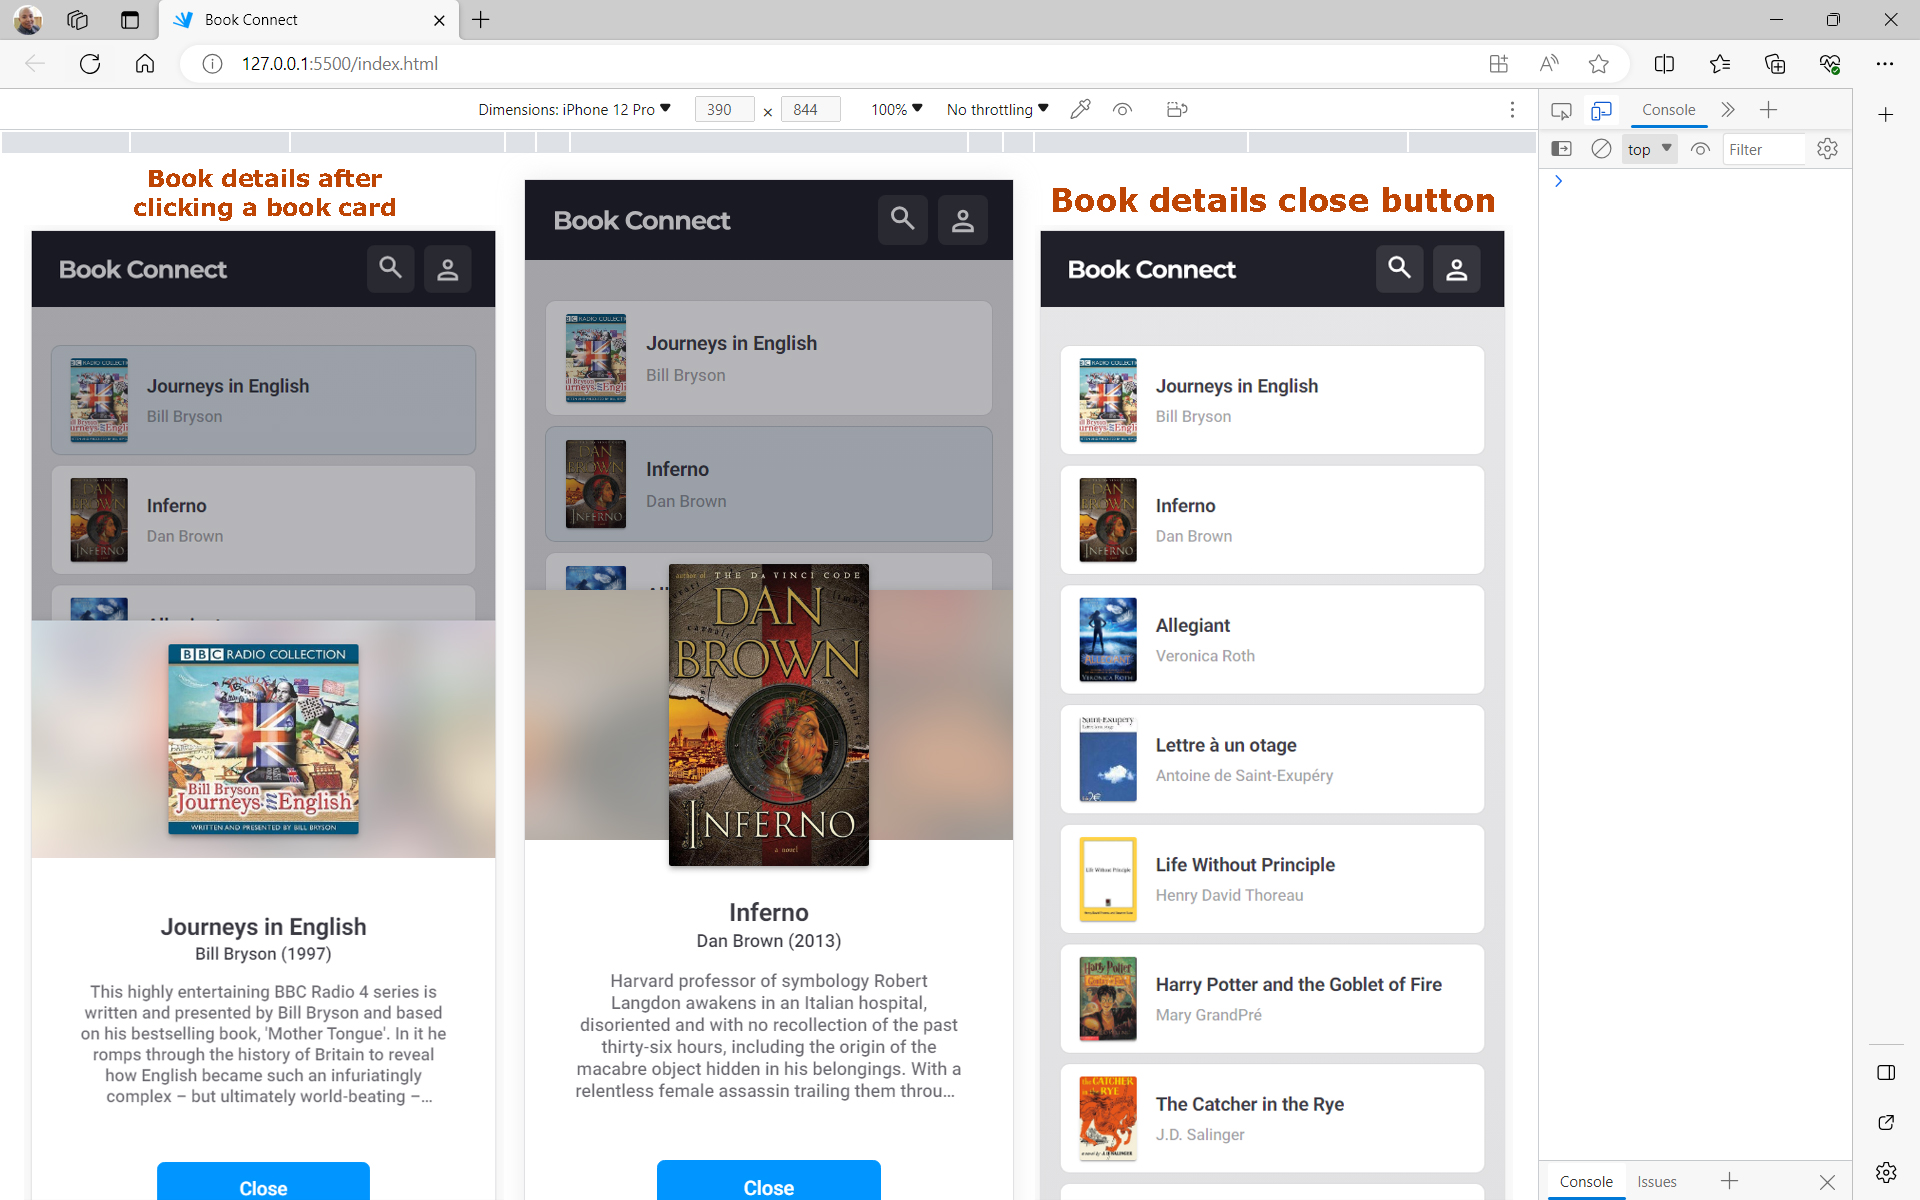 Book Connect
127.0.0.1:5500/index.html
Dimensions: iPhone 12 Pro
390
x
844
100%
No throttling
Console
top
Filter
Book details after
clicking a book card
Book Connect
Journeys in English
Bill Bryson
Inferno
Dan Brown
BBC RADIO COLLECTION
Bill Bryson
Journeys in English
WRITTEN AND PRESENTED BY BILL BRYSON
Journeys in English
Bill Bryson (1997)
This highly entertaining BBC Radio 4 series is
written and presented by Bill Bryson and based
on his bestselling book, 'Mother Tongue'. In it he
romps through the history of Britain to reveal
how English became such an infuriatingly
complex – but ultimately world-beating –...
Close
Book Connect
Journeys in English
Bill Bryson
Inferno
Dan Brown
author of THE DA VINCI CODE
DAN
BROWN
INFERNO
a novel
Inferno
Dan Brown (2013)
Harvard professor of symbology Robert
Langdon awakens in an Italian hospital,
disoriented and with no recollection of the past
thirty-six hours, including the origin of the
macabre object hidden in his belongings. With a
relentless female assassin trailing them throu...
Close
Book details close button
Book Connect
Journeys in English
Bill Bryson
Inferno
Dan Brown
Allegiant
Veronica Roth
Lettre à un otage
Antoine de Saint-Exupéry
Life Without Principle
Henry David Thoreau
Harry Potter and the Goblet of Fire
Mary GrandPré
The Catcher in the Rye
J.D. Salinger
Console
Issues